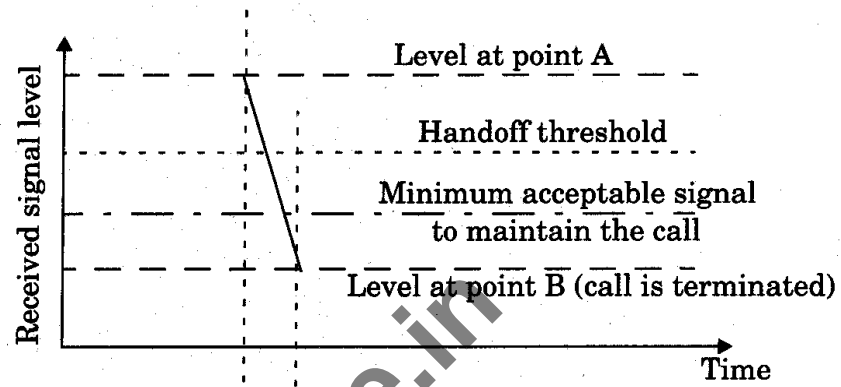 Level at point A
Handoff threshold
Minimum acceptable signal
to maintain the call
Level at point B (call is terminated)
Received signal level
Time
e.in